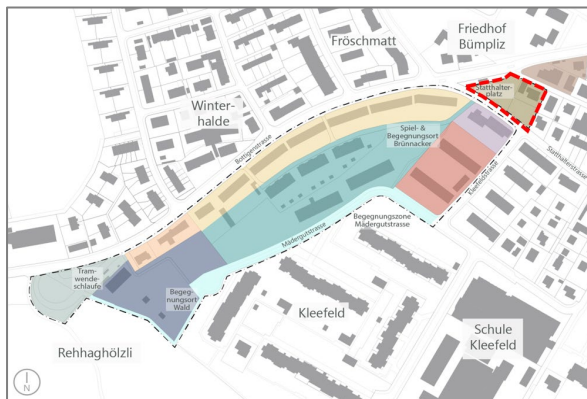 Friedhof
Bümpliz
Fröschmatt
Winter-
halde
Statthalter-
platz
Bottigenstrasse
Spiel- &
Begegnungsort
Brünnacker
Statthalterstrasse
Kleefeldstrasse
Mädergutstrasse
Begegnungszone
Mädergutstrasse
Tram-
wende-
schlaufe
Begeg-
nungsort
Wald
Kleefeld
Schule
Kleefeld
Rehhaghölzli
N